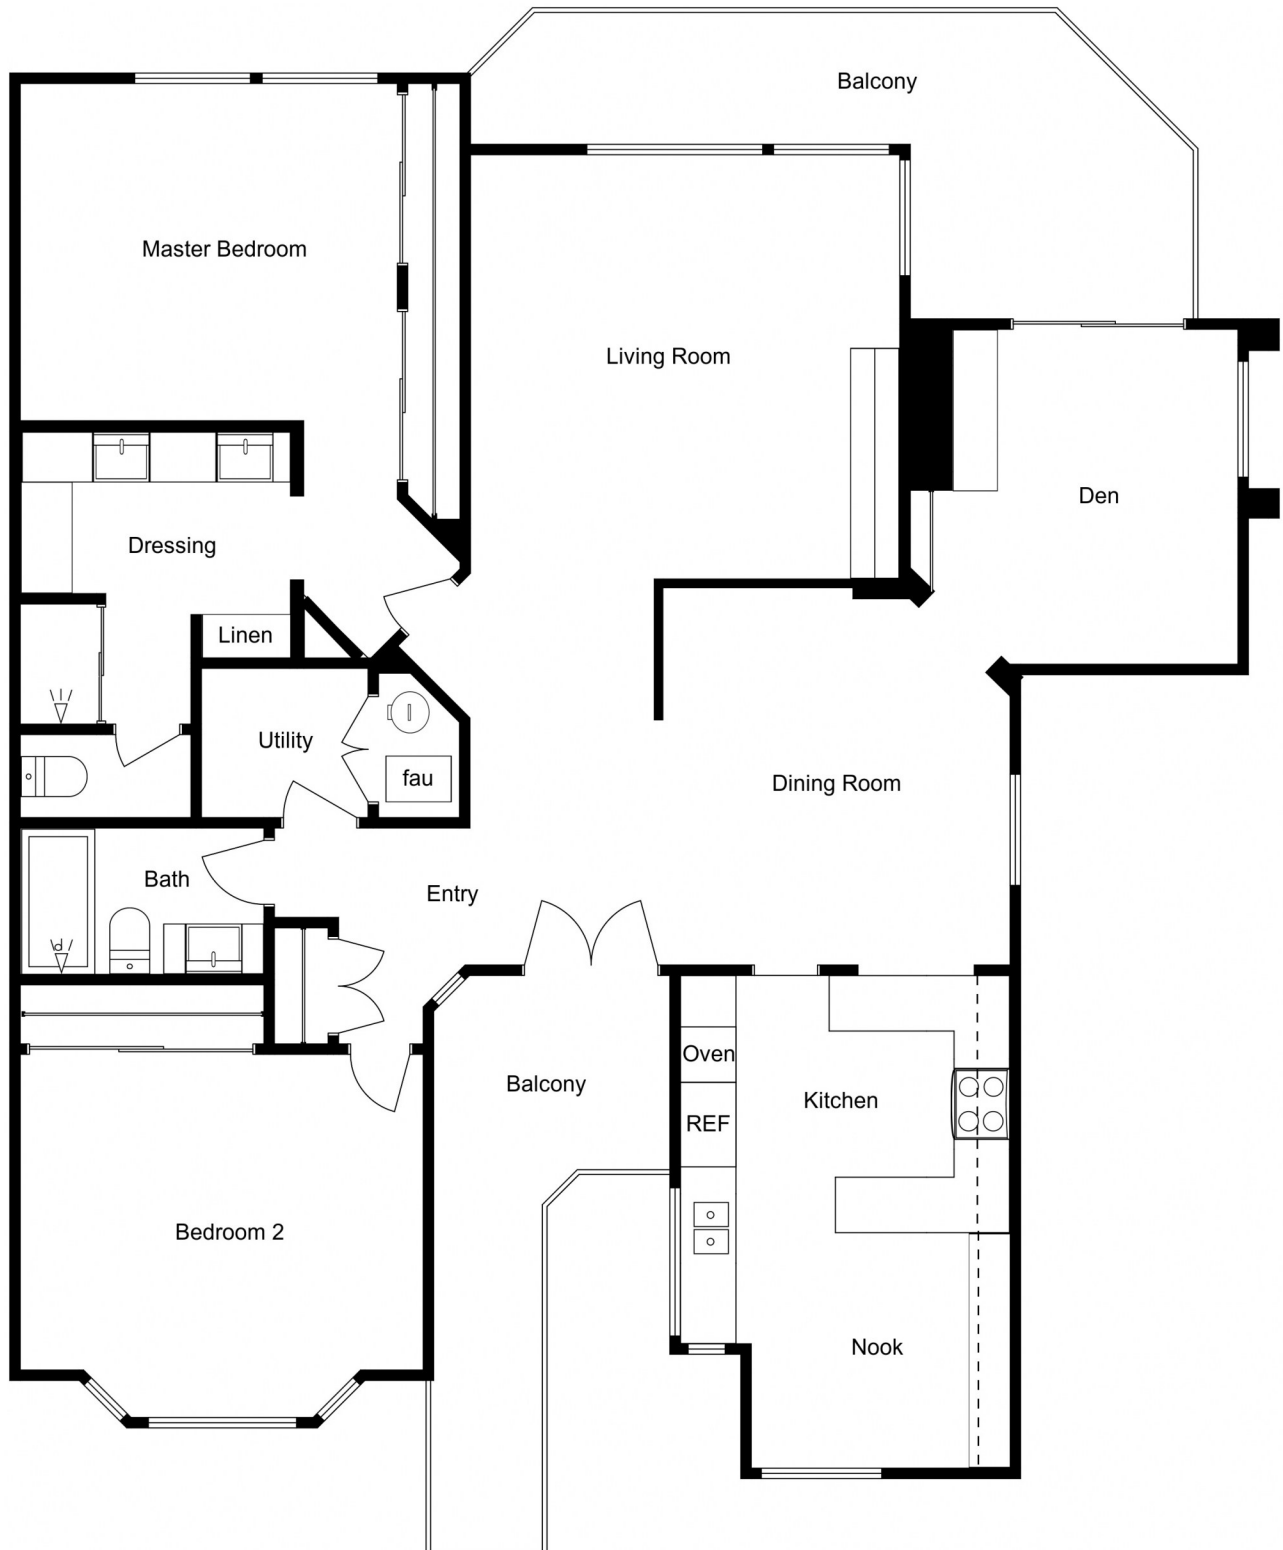 Balcony
Master Bedroom
Living Room
Den
Dressing
Linen
Utility
fau
Dining Room
Bath
Entry
Oven
Balcony
Kitchen
REF
Bedroom 2
Nook